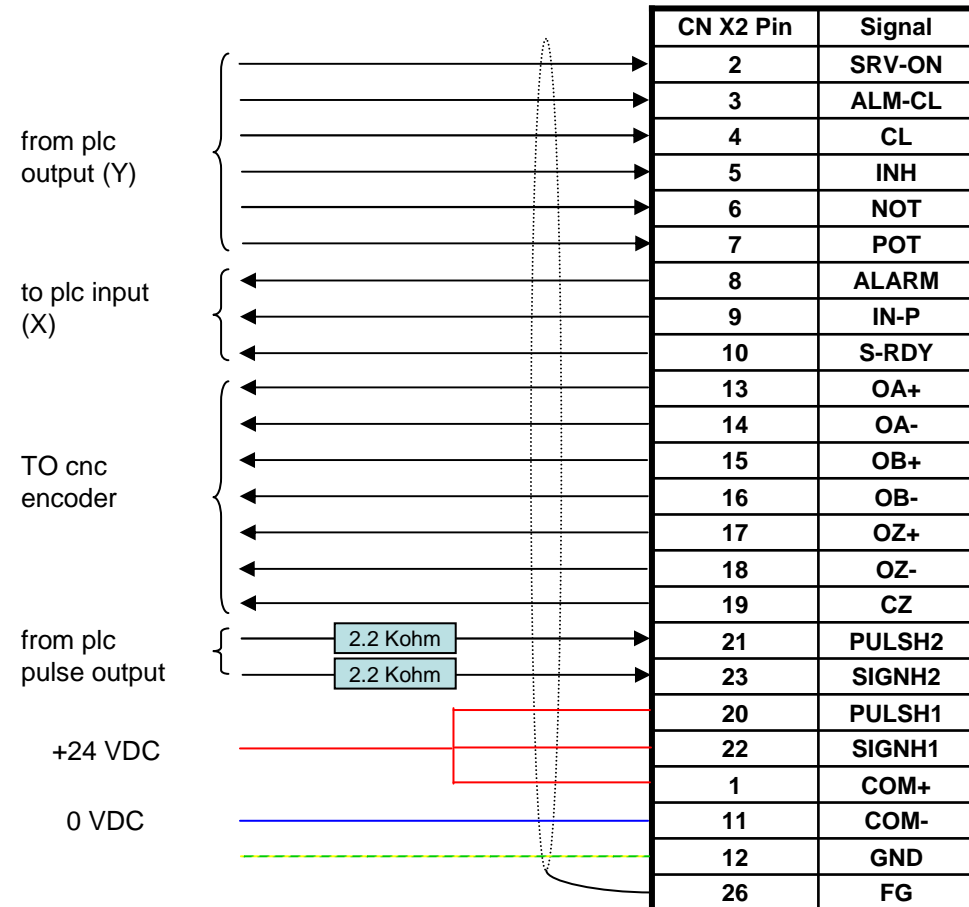 CN X2 Pin Signal
2 SRV-ON
3 ALM-CL
4 CL
5 INH
6 NOT
7 POT
from plc
output (Y)
8 ALARM
9 IN-P
10 S-RDY
to plc input
(X)
13 OA+
14 OA-
15 OB+
16 OB-
17 OZ+
18 OZ-
19 CZ
TO cnc
encoder
from plc
pulse output
2.2 Kohm 21 PULSH2
2.2 Kohm 23 SIGNH2
20 PULSH1
+24 VDC 22 SIGNH1
1 COM+
0 VDC 11 COM-
12 GND
26 FG